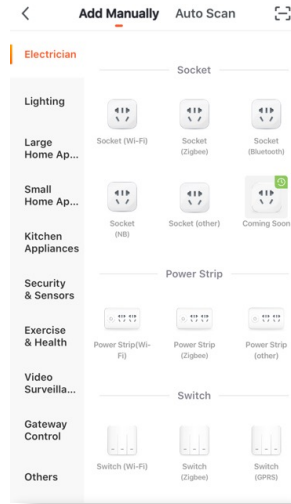 Add Manually Auto Scan
Electrician
Lighting
Large
Home Ap...
Small
Home Ap...
Kitchen
Appliances
Security
& Sensors
Exercise
& Health
Video
Surveilla...
Gateway
Control
Others
Socket
Socket (Wi-Fi)
Socket
(Zigbee)
Socket
(Bluetooth)
Socket
(NB)
Socket (other)
Coming Soon
Power Strip
Power Strip(Wi-
Fi)
Power Strip
(Zigbee)
Power Strip
(other)
Switch
Switch (Wi-Fi)
Switch
(Zigbee)
Switch
(GPRS)